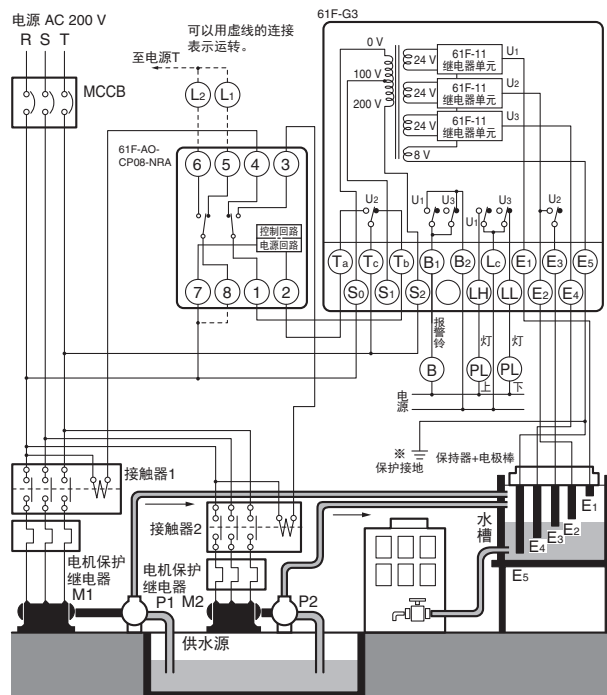 电源 AC 200 V
R S T
MCCB
可以用虚线的连接
表示运转。
至电源T
L2 L1
61F-AO-
CP08-NRA
6 5 4 3
控制回路
电源回路
7 8 1 2
61F-G3
0 V
100 V
200 V
24 V
61F-11
继电器单元
U1
24 V
61F-11
继电器单元
U2
24 V
61F-11
继电器单元
U3
8 V
U2
U1 U3
U1
U3
U2
Ta Tc Tb B1 B2 Lc E1 E3 E5
S0 S1 S2 LH LL E2 E4
报警铃
灯
灯
B PL PL
上 下
电源
※
保护接地
保持器+电极棒
接触器1
接触器2
电机保护
继电器
M1
电机保护
继电器
M2
P1
P2
供水源
水槽
E1
E2
E3
E4
E5